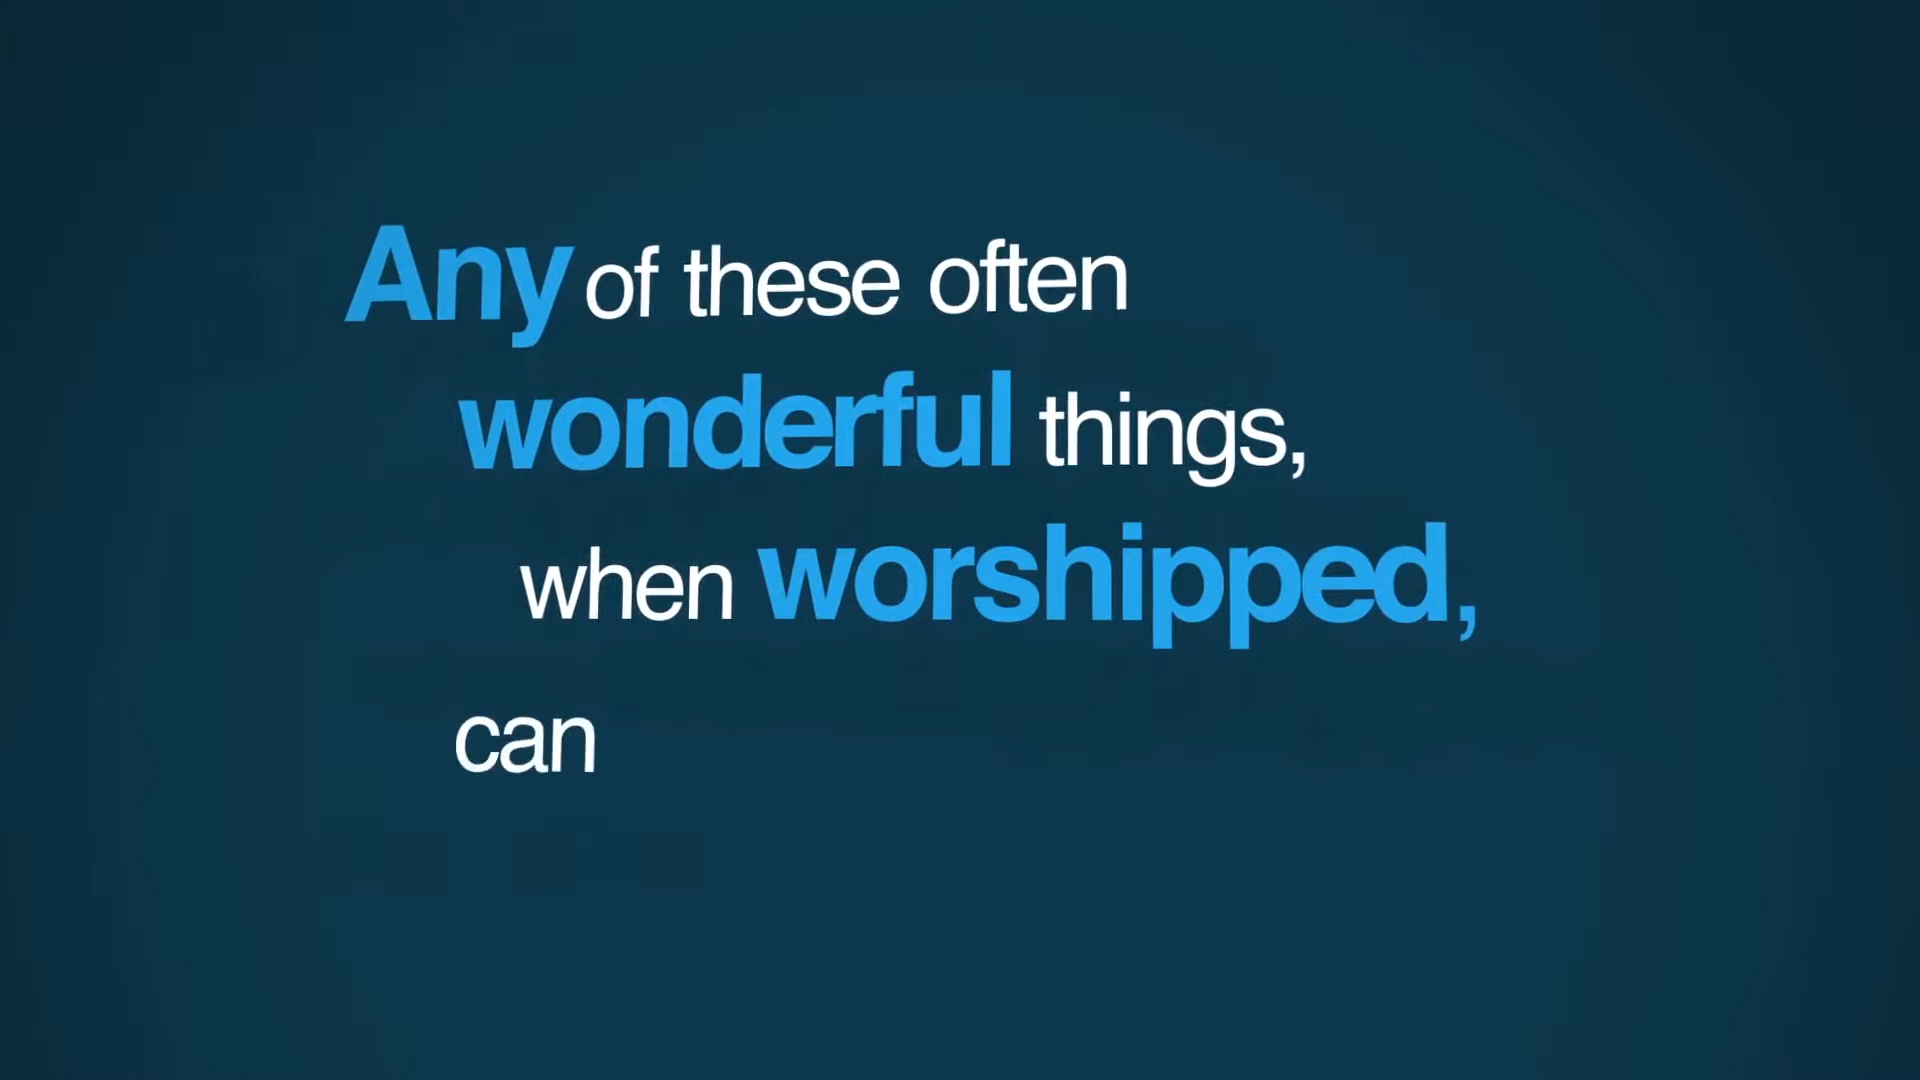 Any of these often
wonderful things,
when worshipped,
can